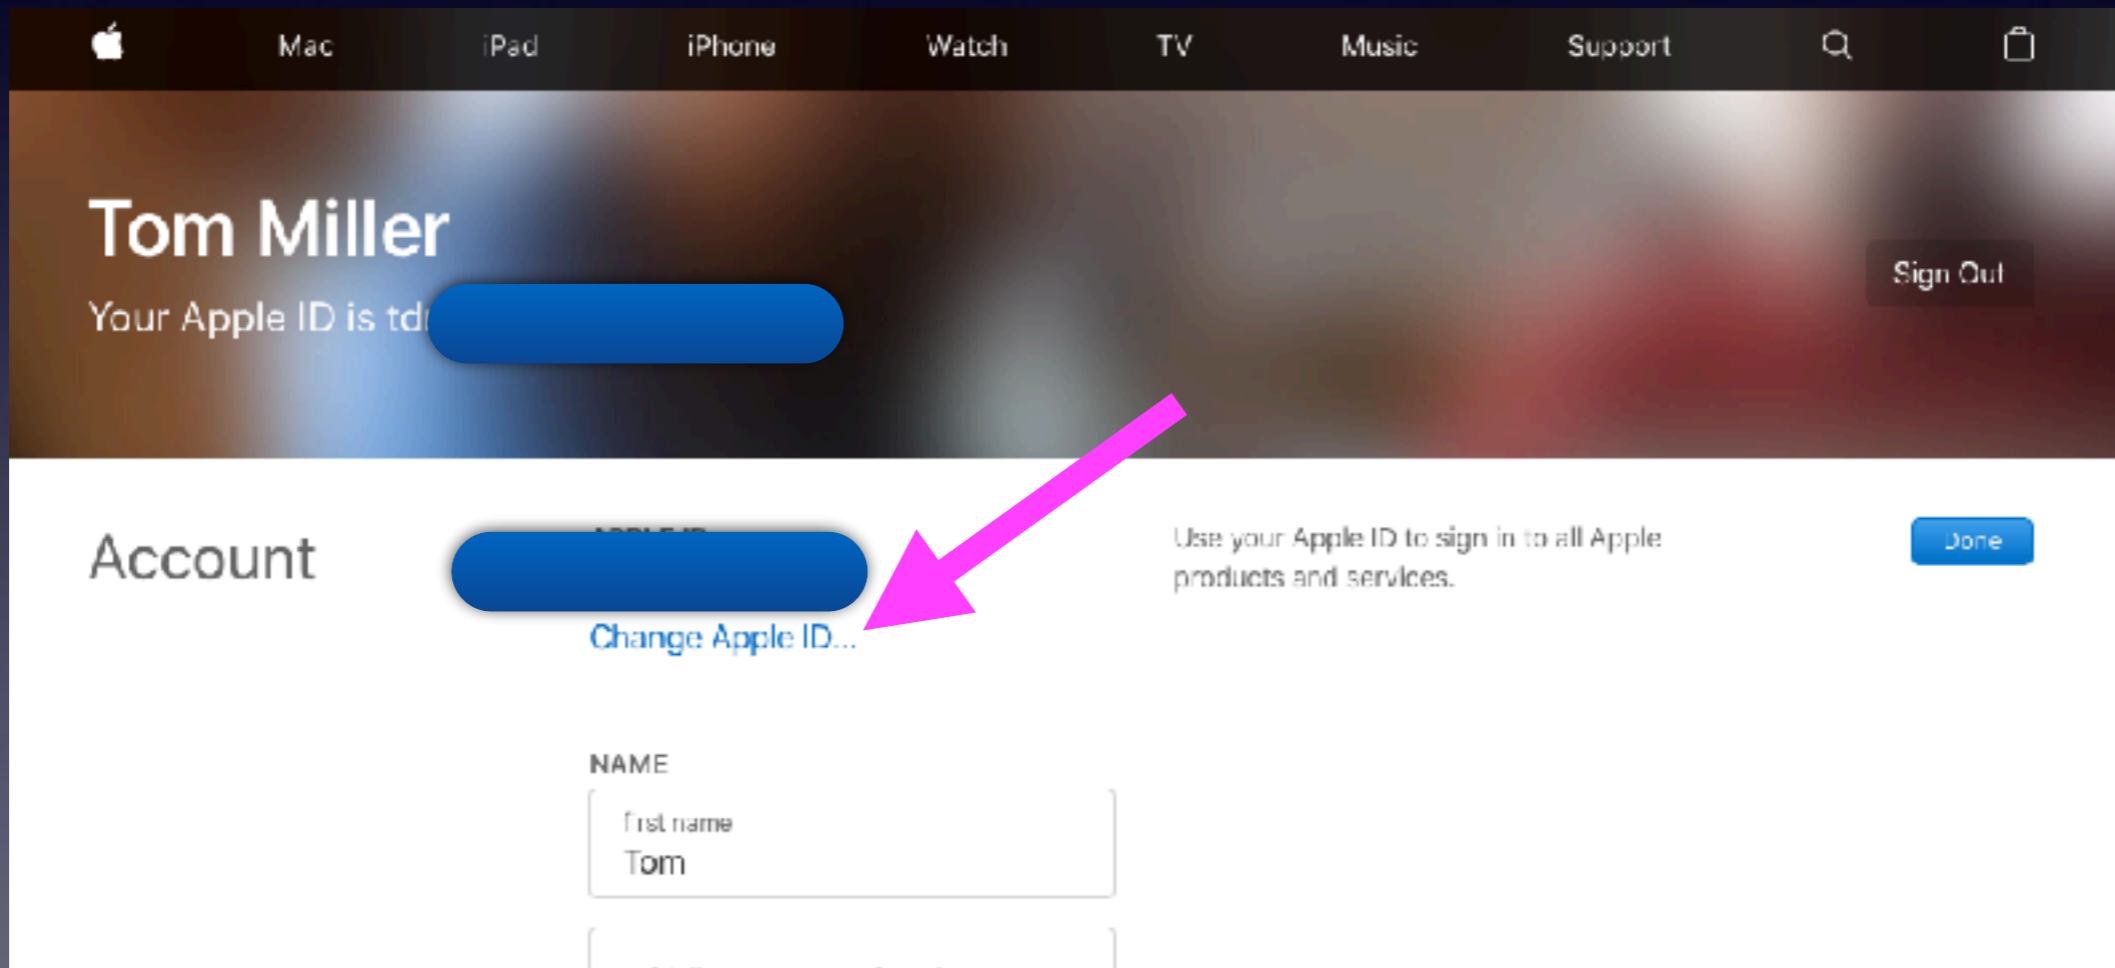 Mac iPad iPhone Watch TV Music Support
Tom Miller
Sign Out
Your Apple ID is
Account
Use your Apple ID to sign in to all Apple
products and services.
Done
Change Apple ID...
NAME
first name
Tom